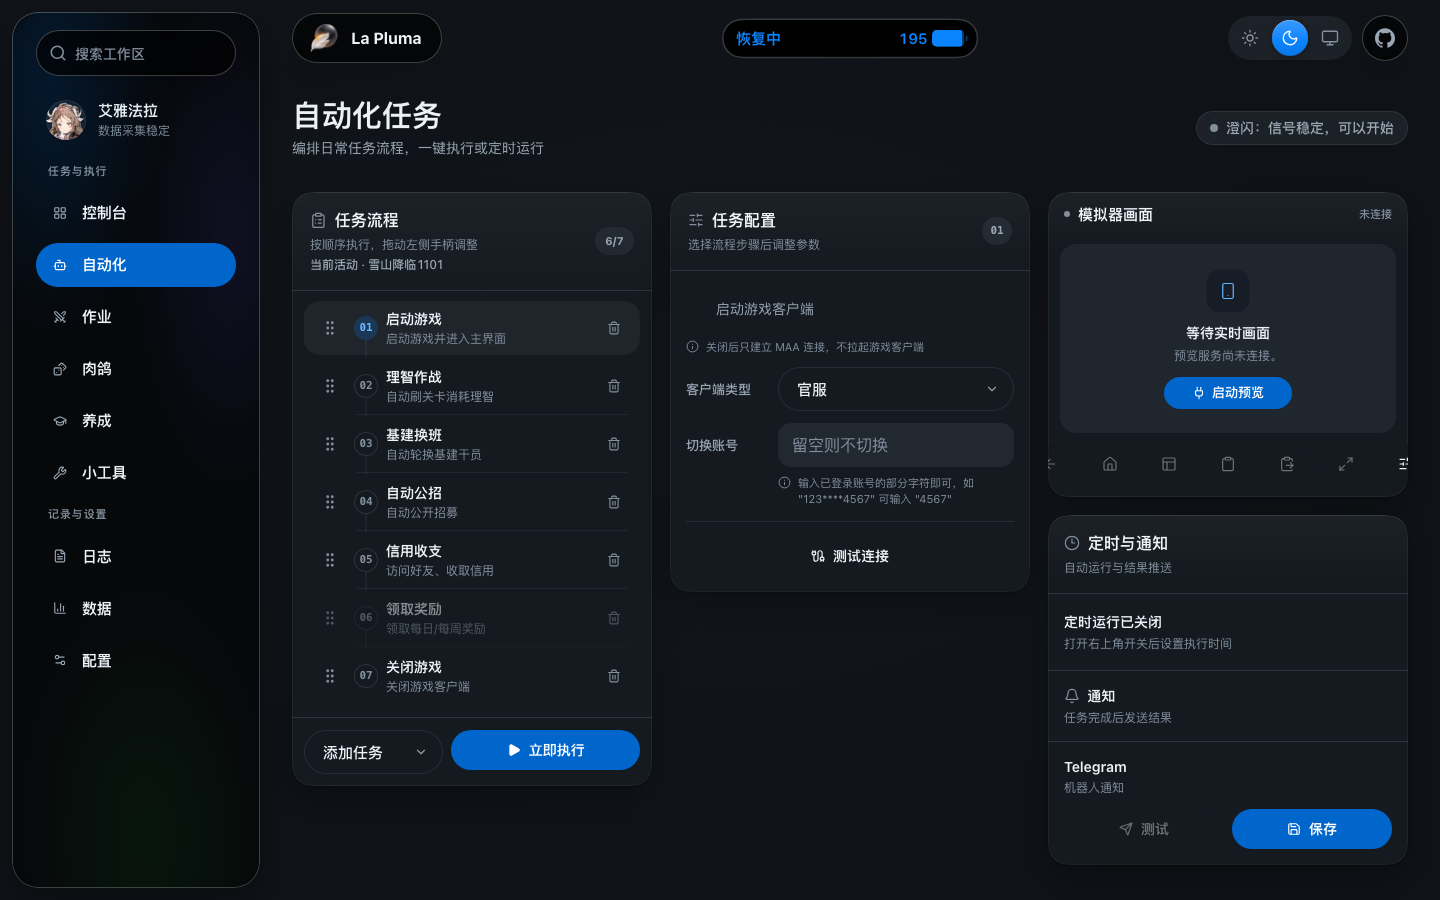 搜索工作区
艾雅法拉
数据采集稳定
任务与执行
控制台
自动化
作业
肉鸽
养成
小工具
记录与设置
日志
数据
配置
La Pluma
恢复中
195
自动化任务
编排日常任务流程，一键执行或定时运行
澄闪：信号稳定，可以开始
任务流程
按顺序执行，拖动左侧手柄调整
当前活动 · 雪山降临1101
6/7
01
启动游戏
启动游戏并进入主界面
02
理智作战
自动刷关卡消耗理智
03
基建换班
自动轮换基建干员
04
自动公招
自动公开招募
05
信用收支
访问好友、收取信用
06
领取奖励
领取每日/每周奖励
07
关闭游戏
关闭游戏客户端
添加任务
立即执行
任务配置
选择流程步骤后调整参数
01
启动游戏客户端
关闭后只建立 MAA 连接，不拉起游戏客户端
客户端类型
官服
切换账号
留空则不切换
输入已登录账号的部分字符即可，如
"123****4567" 可输入 "4567"
测试连接
模拟器画面
未连接
等待实时画面
预览服务尚未连接。
启动预览
定时与通知
自动运行与结果推送
定时运行已关闭
打开右上角开关后设置执行时间
通知
任务完成后发送结果
Telegram
机器人通知
测试
保存